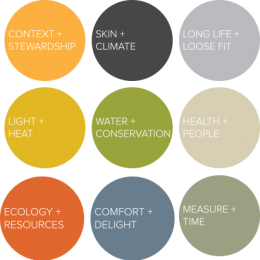 CONTEXT +
STEWARDSHIP
SKIN +
CLIMATE
LONG LIFE +
LOOSE FIT
LIGHT +
HEAT
WATER +
CONSERVATION
HEALTH +
PEOPLE
ECOLOGY +
RESOURCES
COMFORT +
DELIGHT
MEASURE +
TIME